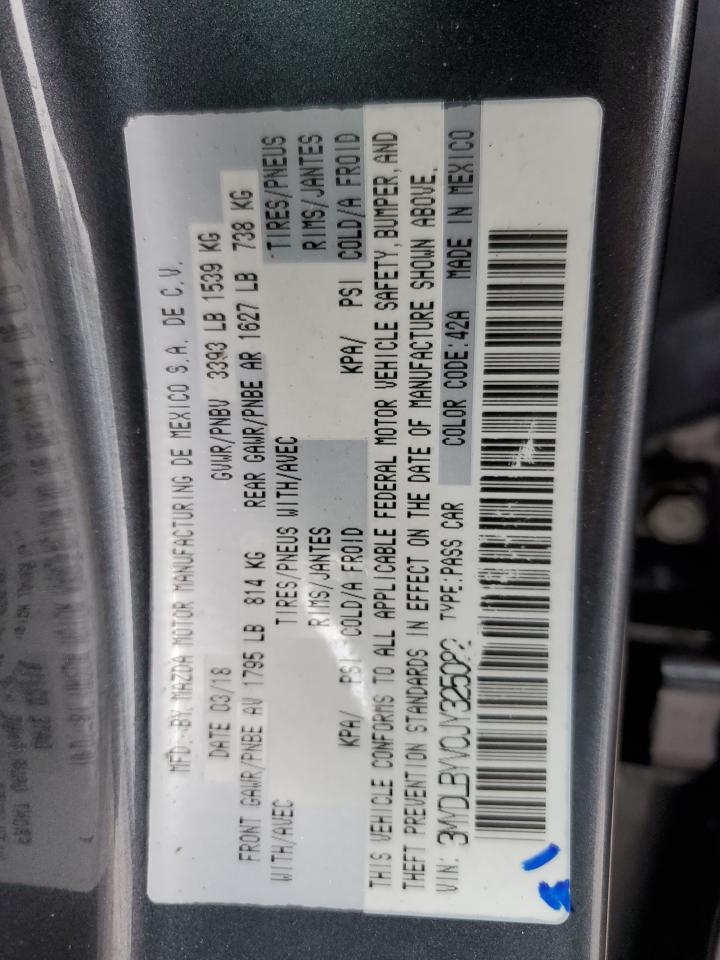 MFD. BY MAZDA MOTOR MANUFACTURING DE MEXICO S.A. DE C.V.
DATE 03/18 GVWR/PNBV 3393 LB 1539 KG
FRONT GAWR/PNBE AV 1795 LB 814 KG REAR GAWR/PNBE AR 1627 LB 738 KG
WITH/AVEC TIRES/PNEUS WITH/AVEC TIRES/PNEUS
RIMS/JANTES RIMS/JANTES
KPA/ PSI COLD/A FROID KPA/ PSI COLD/A FROID
THIS VEHICLE CONFORMS TO ALL APPLICABLE FEDERAL MOTOR VEHICLE SAFETY, BUMPER, AND
THEFT PREVENTION STANDARDS IN EFFECT ON THE DATE OF MANUFACTURE SHOWN ABOVE.
VIN: TYPE:PASS CAR COLOR CODE:42A MADE IN MEXICO